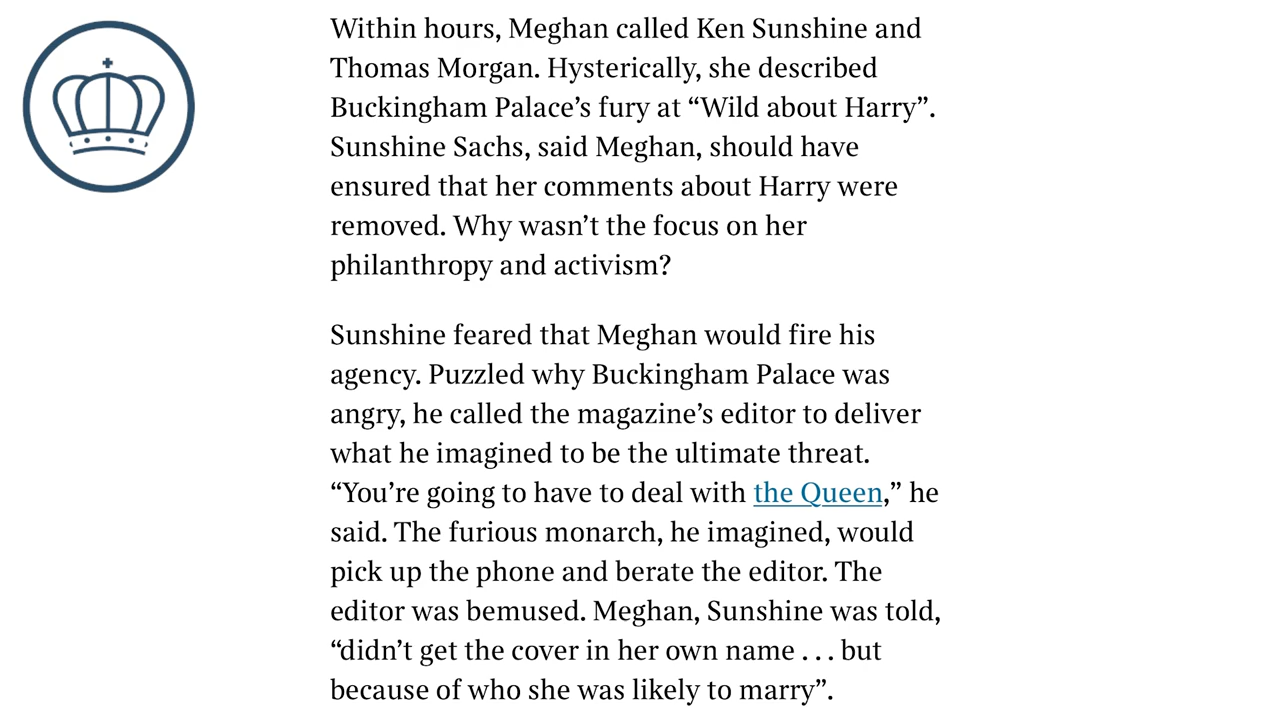 Within hours, Meghan called Ken Sunshine and
Thomas Morgan. Hysterically, she described
Buckingham Palace’s fury at “Wild about Harry”.
Sunshine Sachs, said Meghan, should have
ensured that her comments about Harry were
removed. Why wasn’t the focus on her
philanthropy and activism?
Sunshine feared that Meghan would fire his
agency. Puzzled why Buckingham Palace was
angry, he called the magazine’s editor to deliver
what he imagined to be the ultimate threat.
“You’re going to have to deal with the Queen,” he
said. The furious monarch, he imagined, would
pick up the phone and berate the editor. The
editor was bemused. Meghan, Sunshine was told,
“didn’t get the cover in her own name . . . but
because of who she was likely to marry”.